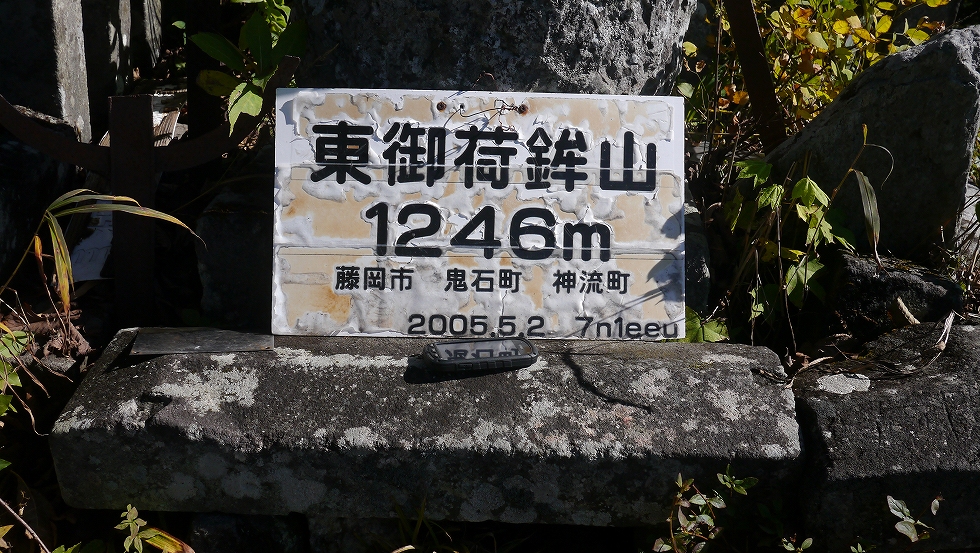 東御荷鉾山
1246m
藤岡市 鬼石町 神流町
2005.5.2 7n1eeu